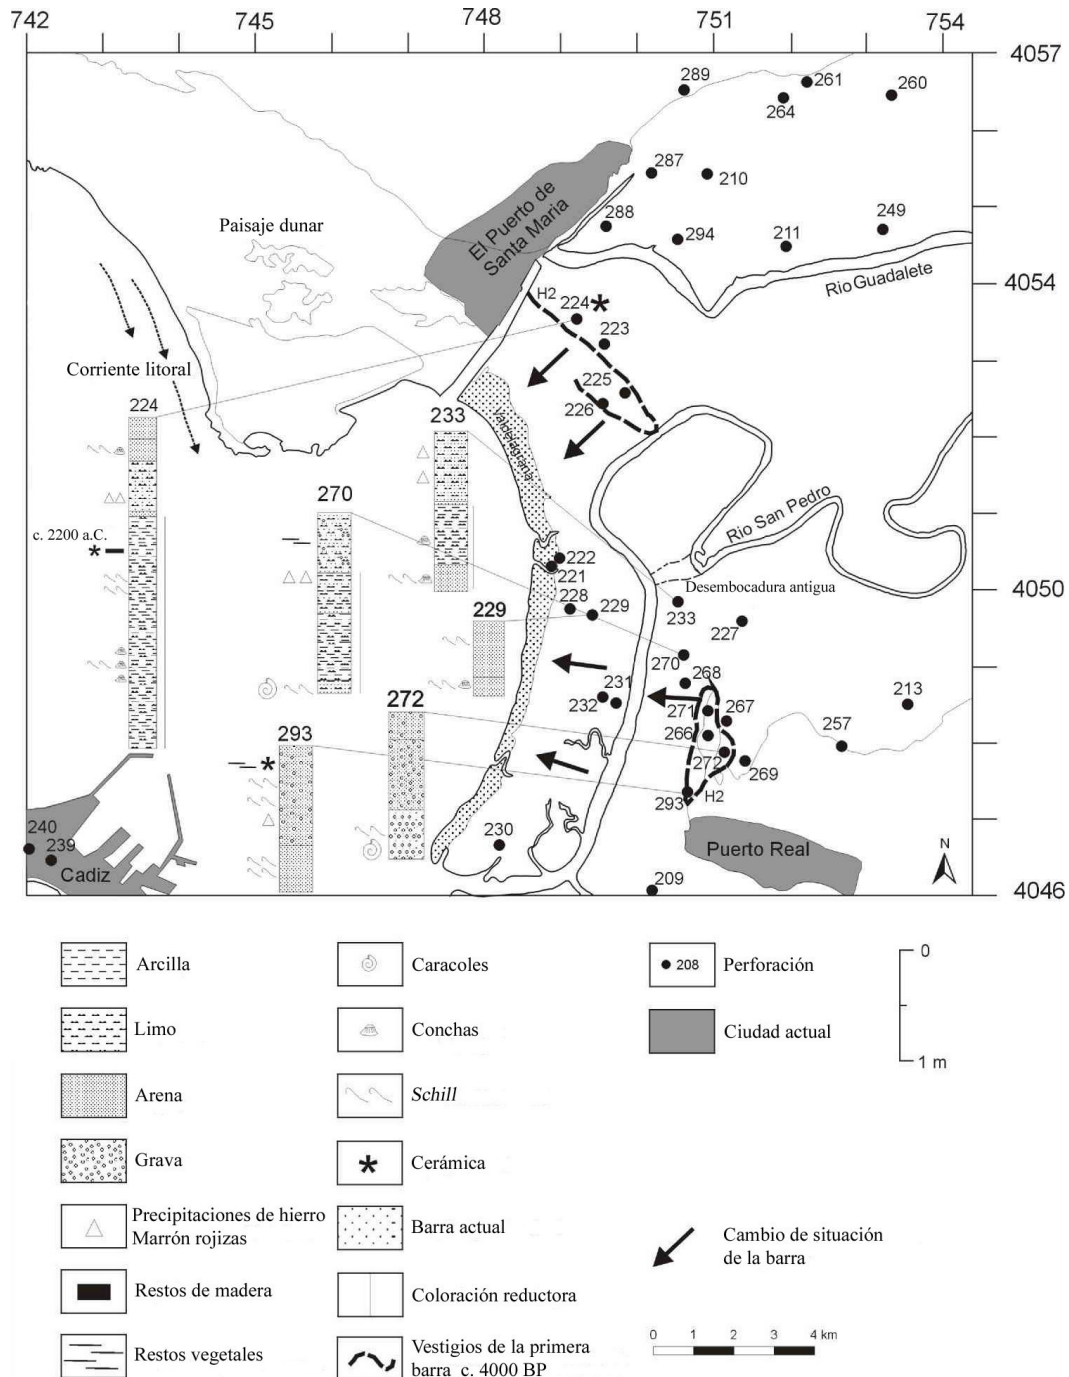 742
745
748
751
754
4057
4054
4050
4046
289
261
264
260
287
210
288
294
211
249
El Puerto de
Santa Maria
Paisaje dunar
Rio Guadalete
H2
224
*
223
225
226
Corriente litoral
224
233
270
229
272
293
c. 2200 a.C.
*
*
Valdelagrana
Rio San Pedro
Desembocadura antigua
222
221
228
229
233
227
270
268
231
232
271
267
266
272
269
257
213
293
H2
230
209
240
239
Cadiz
Puerto Real
N
Arcilla
Limo
Arena
Grava
Precipitaciones de hierro
Marrón rojizas
Restos de madera
Restos vegetales
Caracoles
Conchas
Schill
* Cerámica
Barra actual
Coloración reductora
Vestigios de la primera
barra c. 4000 BP
208 Perforación
Ciudad actual
0
1 m
Cambio de situación
de la barra
0 1 2 3 4 km